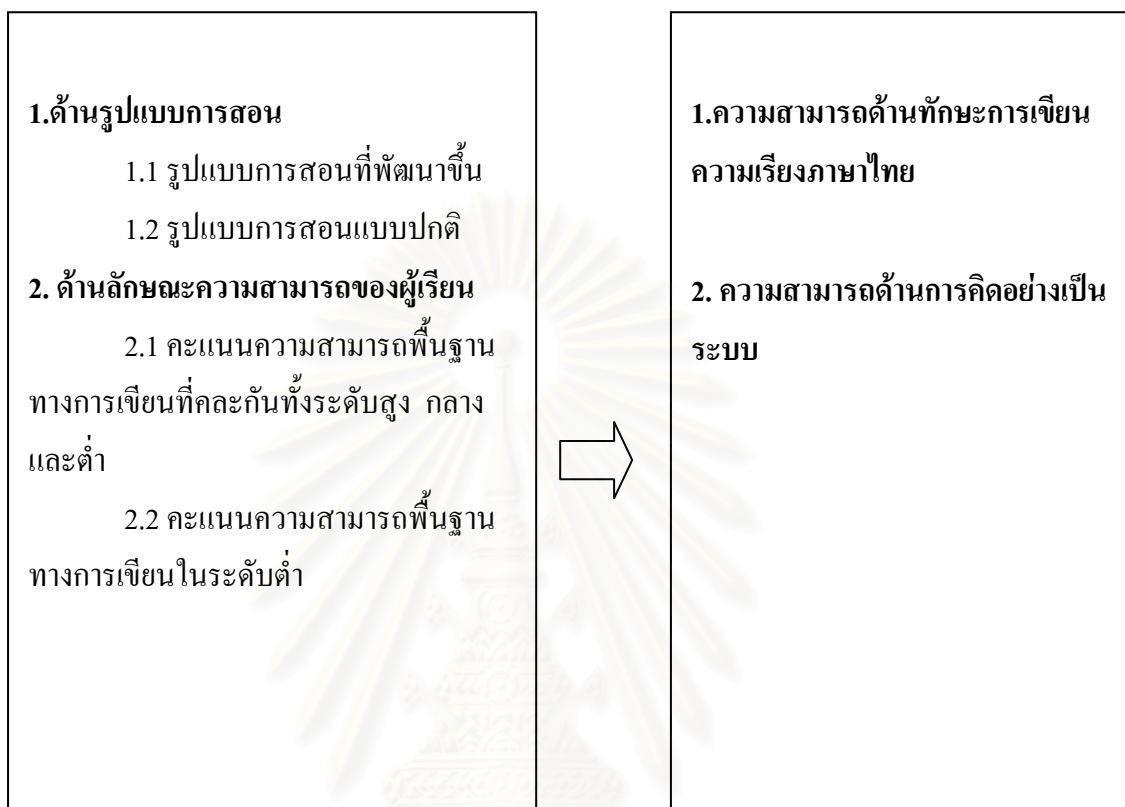 1.ด้านรูปแบบการสอน
1.1 รูปแบบการสอนที่พัฒนาขึ้น
1.2 รูปแบบการสอนแบบปกติ
2. ด้านลักษณะความสามารถของผู้เรียน
2.1 คะแนนความสามารถพื้นฐาน
ทางการเขียนที่คละกันทั้งระดับสูง กลาง
และต่ำ
2.2 คะแนนความสามารถพื้นฐาน
ทางการเขียนในระดับต่ำ
1.ความสามารถด้านทักษะการเขียน
ความเรียงภาษาไทย
2. ความสามารถด้านการคิดอย่างเป็น
ระบบ